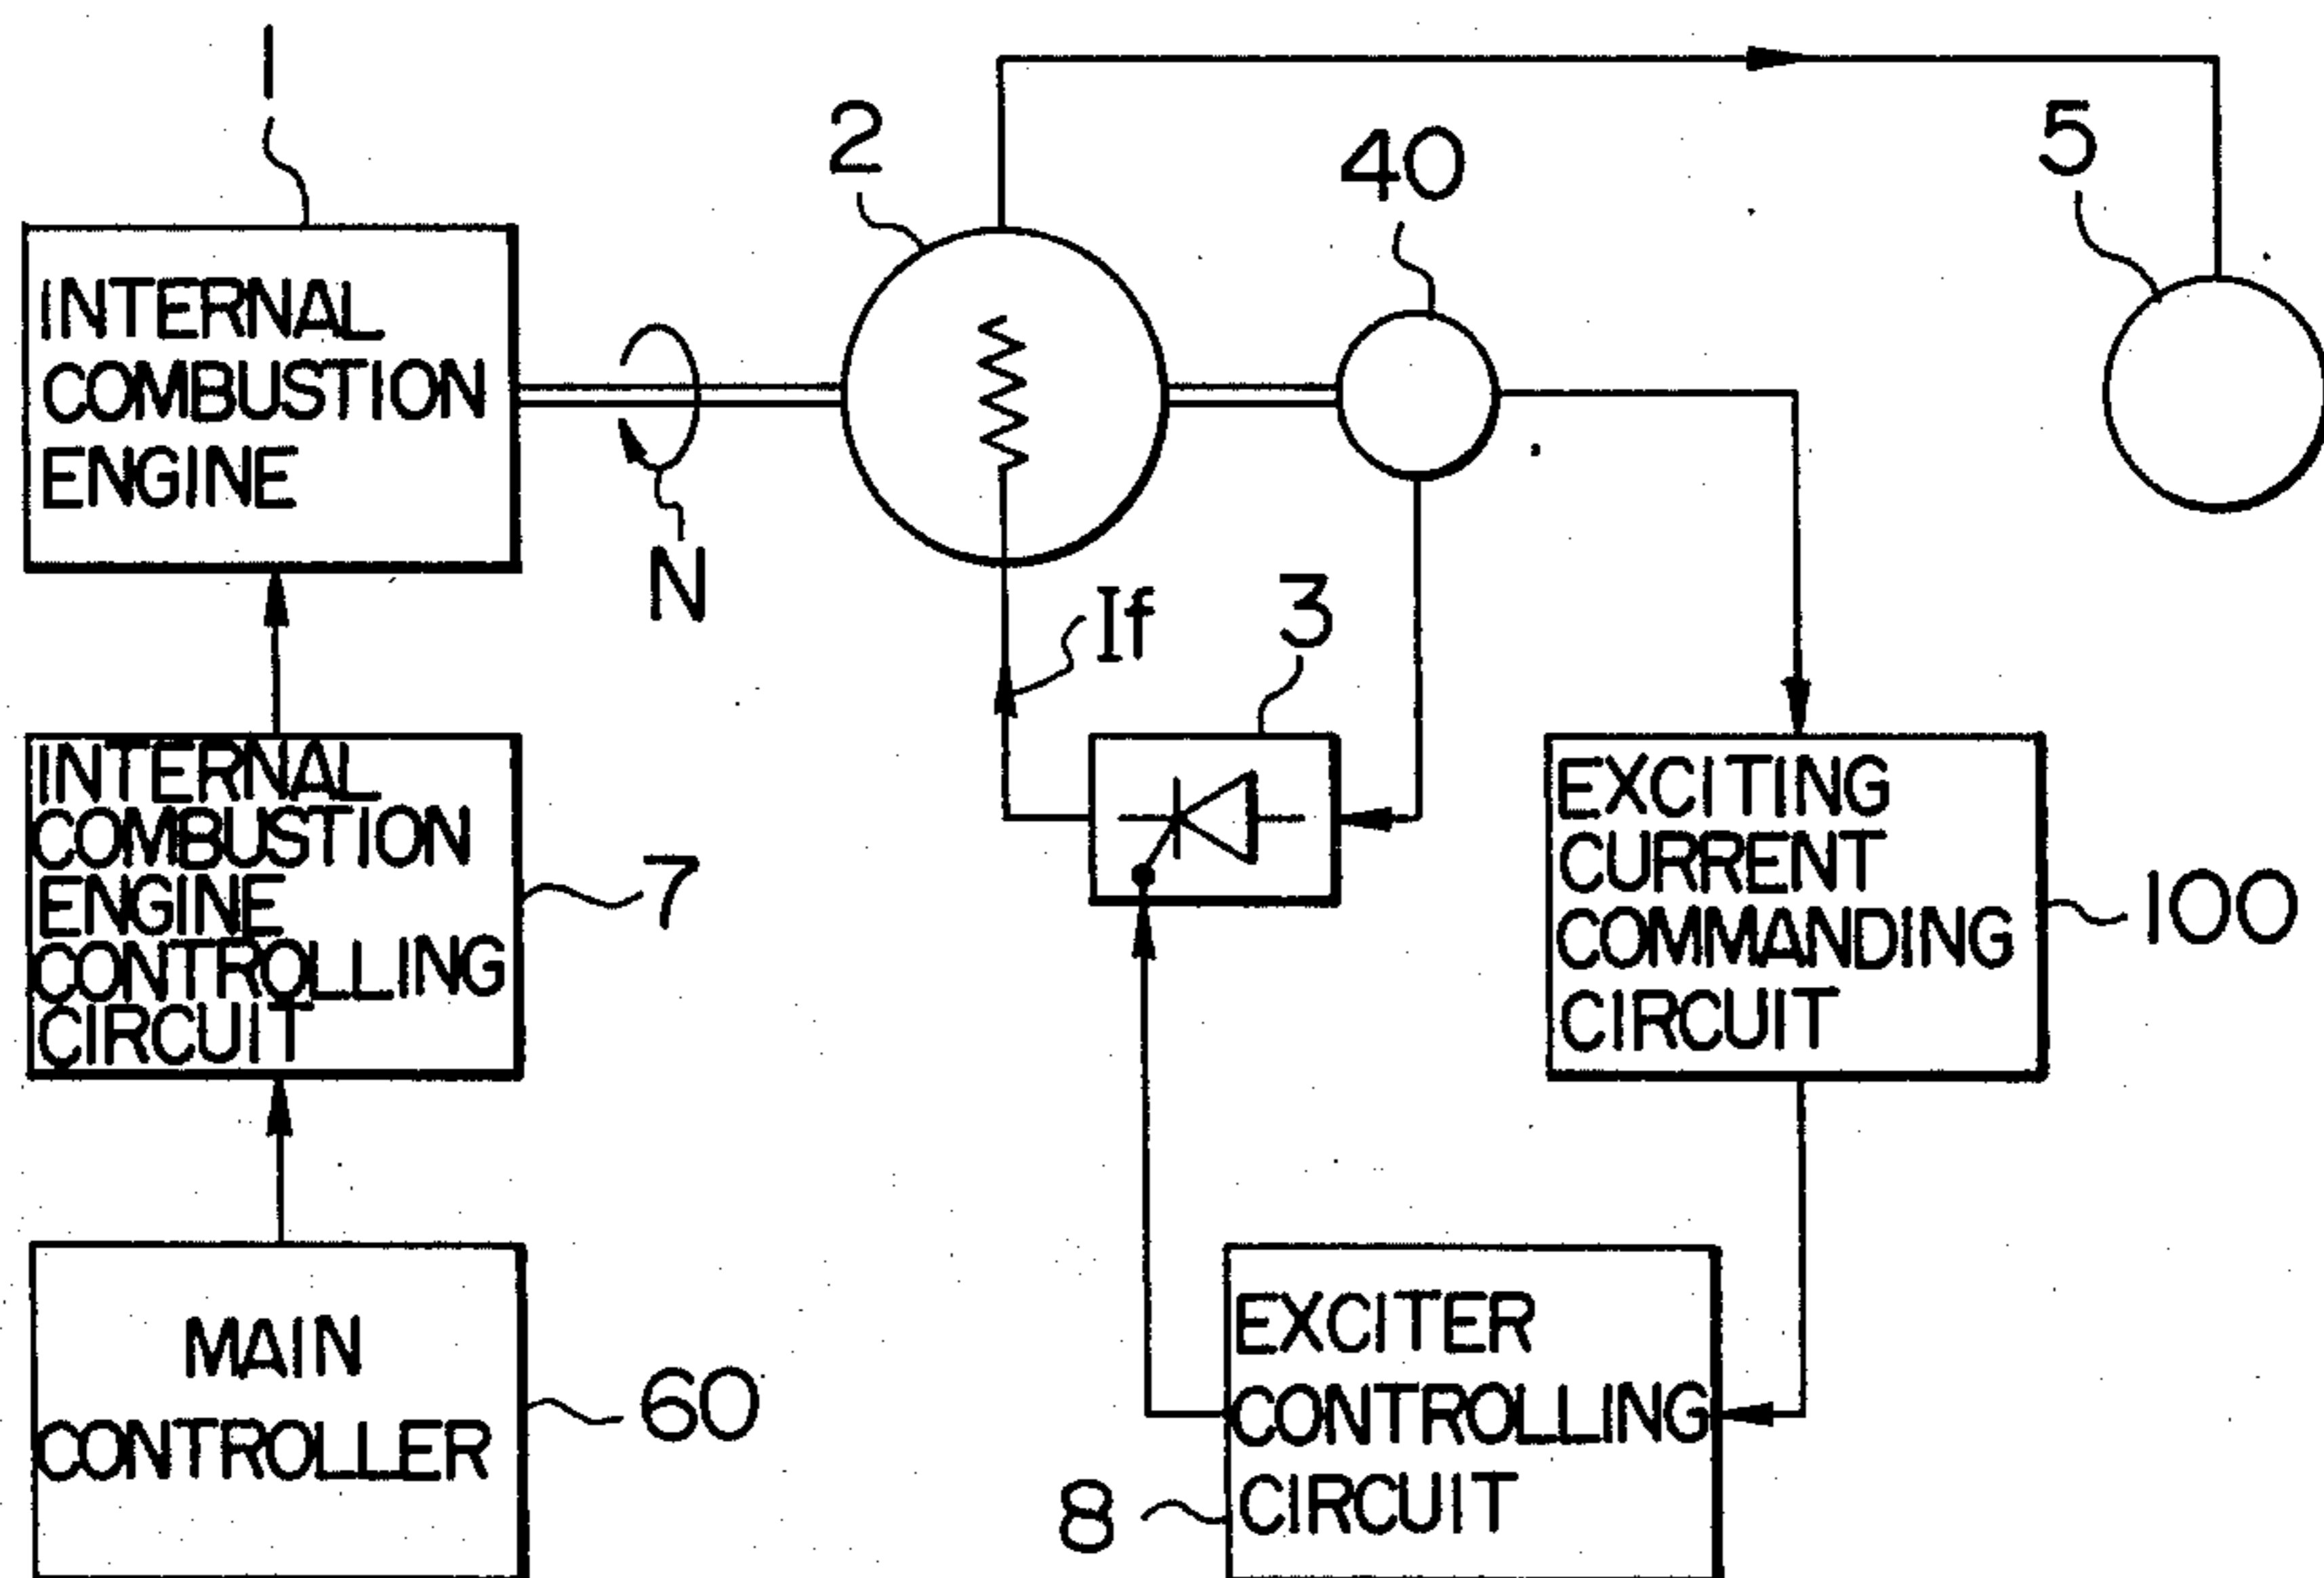 1
2
40
5
INTERNAL
COMBUSTION
ENGINE
N
If
3
INTERNAL
COMBUSTION
ENGINE
CONTROLLING
CIRCUIT
7
EXCITING
CURRENT
COMMANDING
CIRCUIT
100
MAIN
CONTROLLER
60
EXCITER
CONTROLLING
CIRCUIT
8